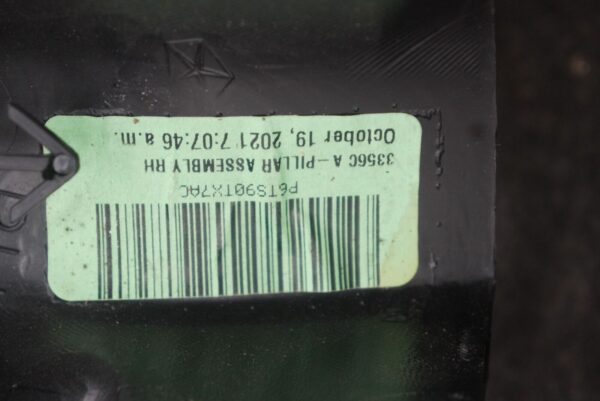 P6TS90TX7AC
3356C A-PILLAR ASSEMBLY RH
October 19, 2021 7:07:46 a.m.